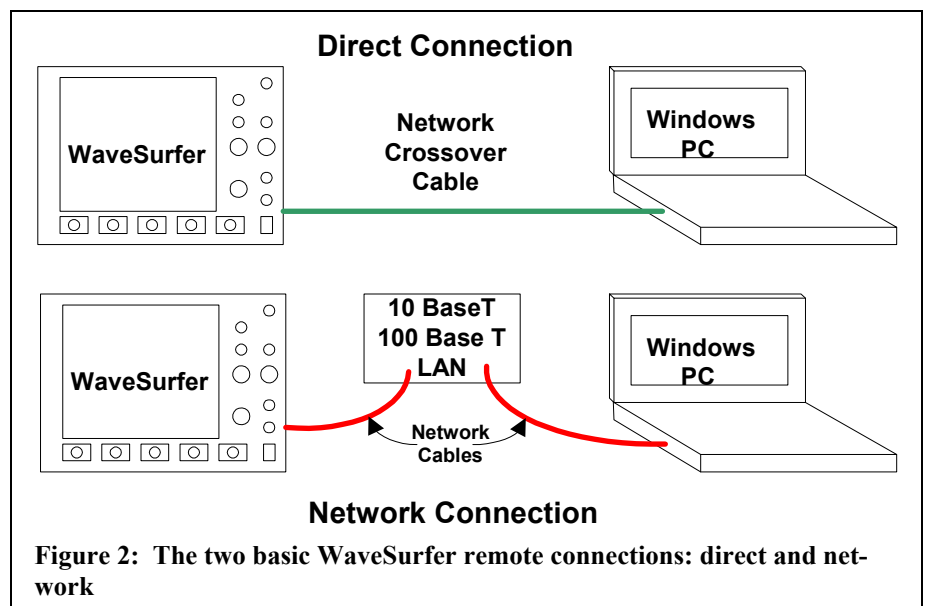 Direct Connection
WaveSurfer
Network
Crossover
Cable
Windows
PC
WaveSurfer
10 BaseT
100 Base T
LAN
Network
Cables
Windows
PC
Network Connection
Figure 2: The two basic WaveSurfer remote connections: direct and net-
work